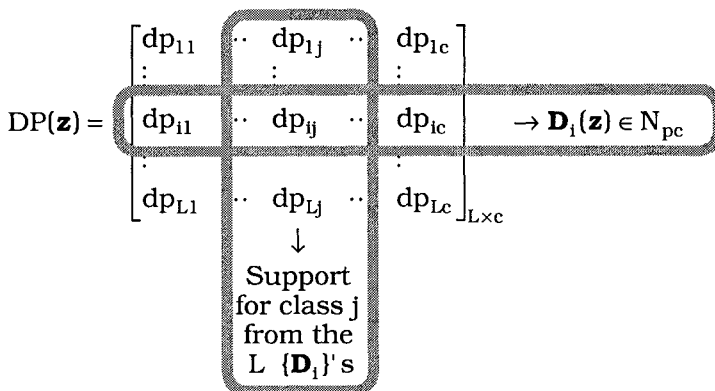 dp₁₁ ·· dp₁ⱼ ·· dp₁c
: : :
DP(z) = dpᵢ₁ ·· dpᵢⱼ ·· dpᵢc → Dᵢ(z) ∈ Npc
: :
dpL₁ ·· dpLⱼ ·· dpLc L×c
↓
Support
for class j
from the
L {Dᵢ}'s